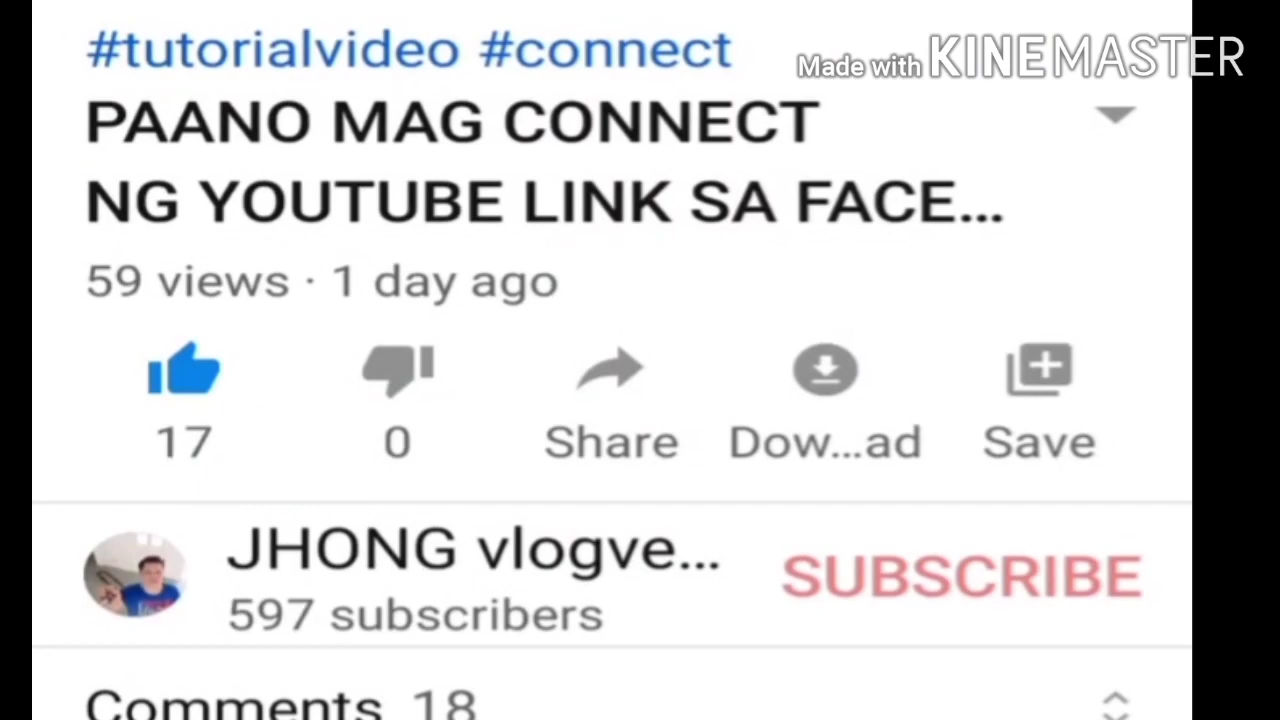 #tutorialvideo #connect
Made with KINEMASTER
PAANO MAG CONNECT
NG YOUTUBE LINK SA FACE...
59 views · 1 day ago
17
0
Share
Dow...ad
Save
JHONG vlogve...
SUBSCRIBE
597 subscribers
Comments 18